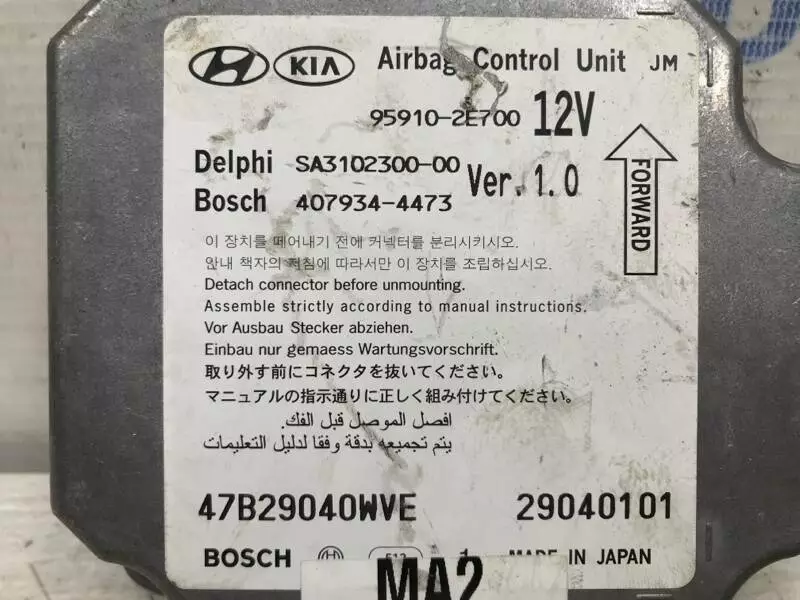 HYUNDAI KIA Airbag Control Unit JM
95910-2E700 12V
Delphi SA3102300-00
Bosch 407934-4473 Ver.1.0
FORWARD
이 장치를 떼어내기 전에 커넥터를 분리시키시오.
안내 책자의 지침에 따라서만 이 장치를 조립하십시오.
Detach connector before unmounting.
Assemble strictly according to manual instructions.
Vor Ausbau Stecker abziehen.
Einbau nur gemaess Wartungsvorschrift.
取り外す前にコネクタを抜いてください。
マニュアルの指示通りに正しく組み付けてください。
افصل الموصل قبل الفك.
يتم تجميعه بدقة وفقا لدليل التعليمات
47B29040WVE 29040101
BOSCH MADE IN JAPAN
MA2